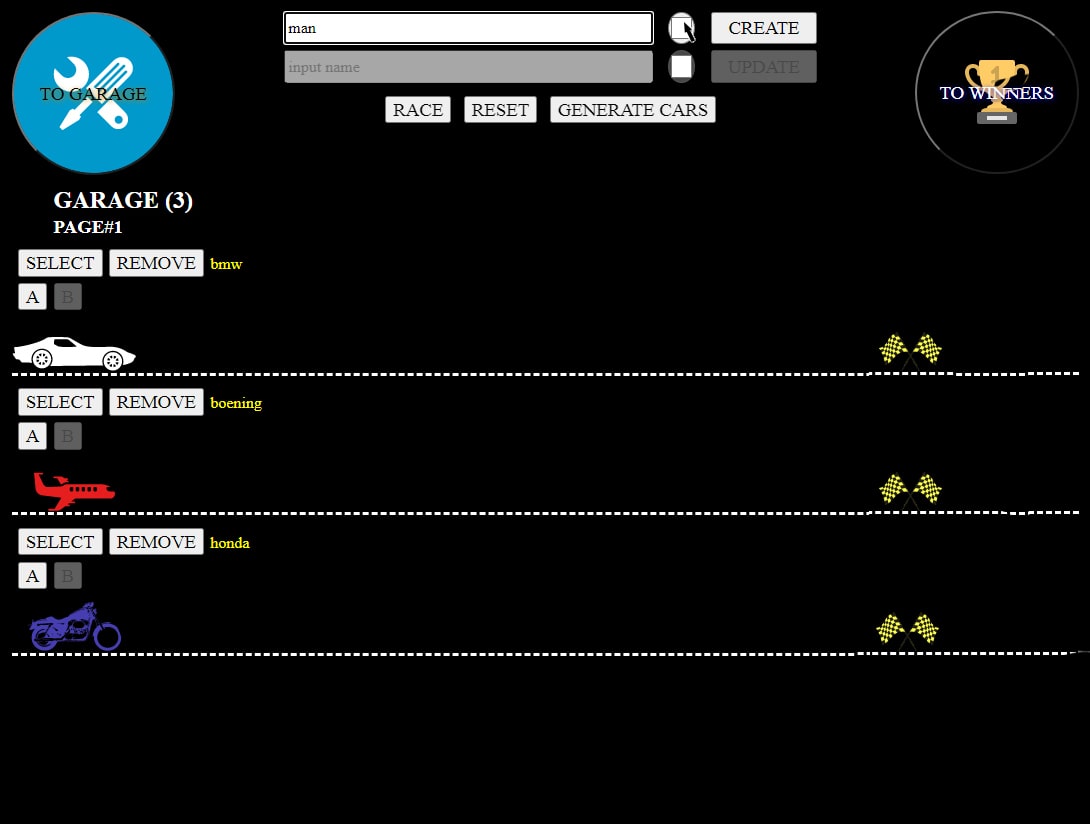 man
CREATE
TO GARAGE
input name
UPDATE
1
TO WINNERS
RACE RESET GENERATE CARS
GARAGE (3)
PAGE#1
SELECT REMOVE bmw
A B
SELECT REMOVE boening
A B
SELECT REMOVE honda
A B